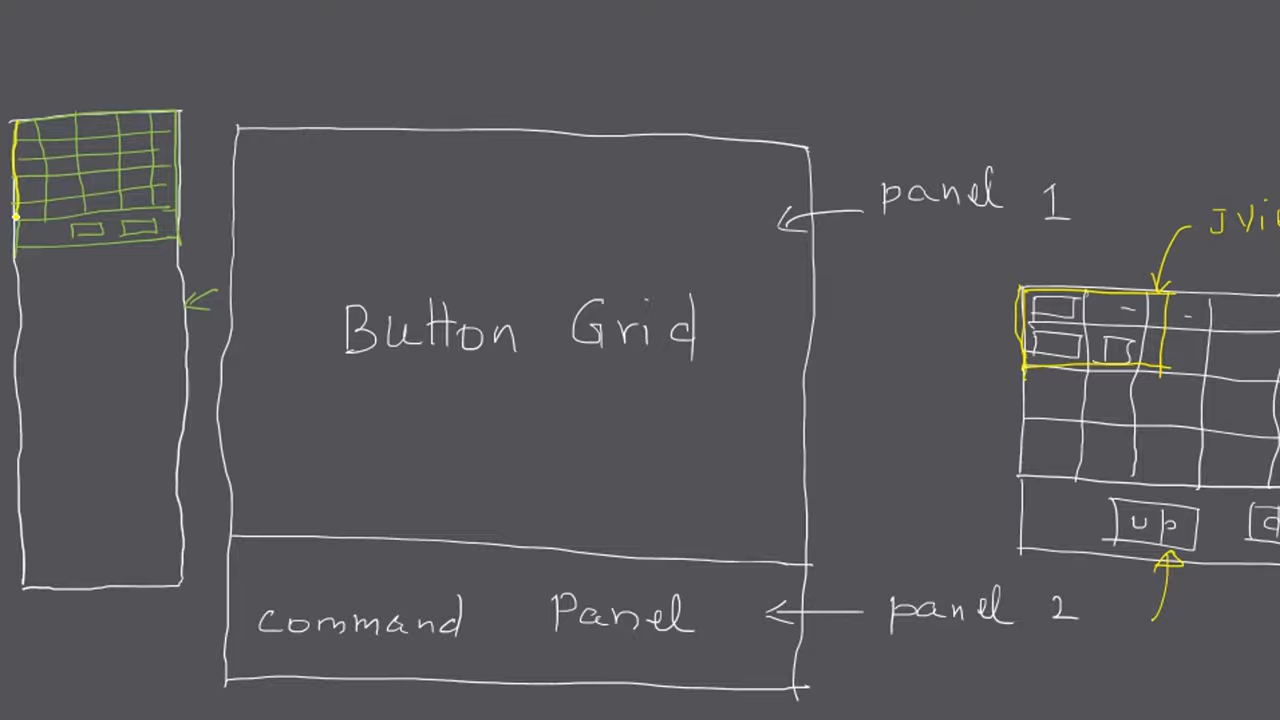 panel 1
Button Grid
command Panel
panel 2
up